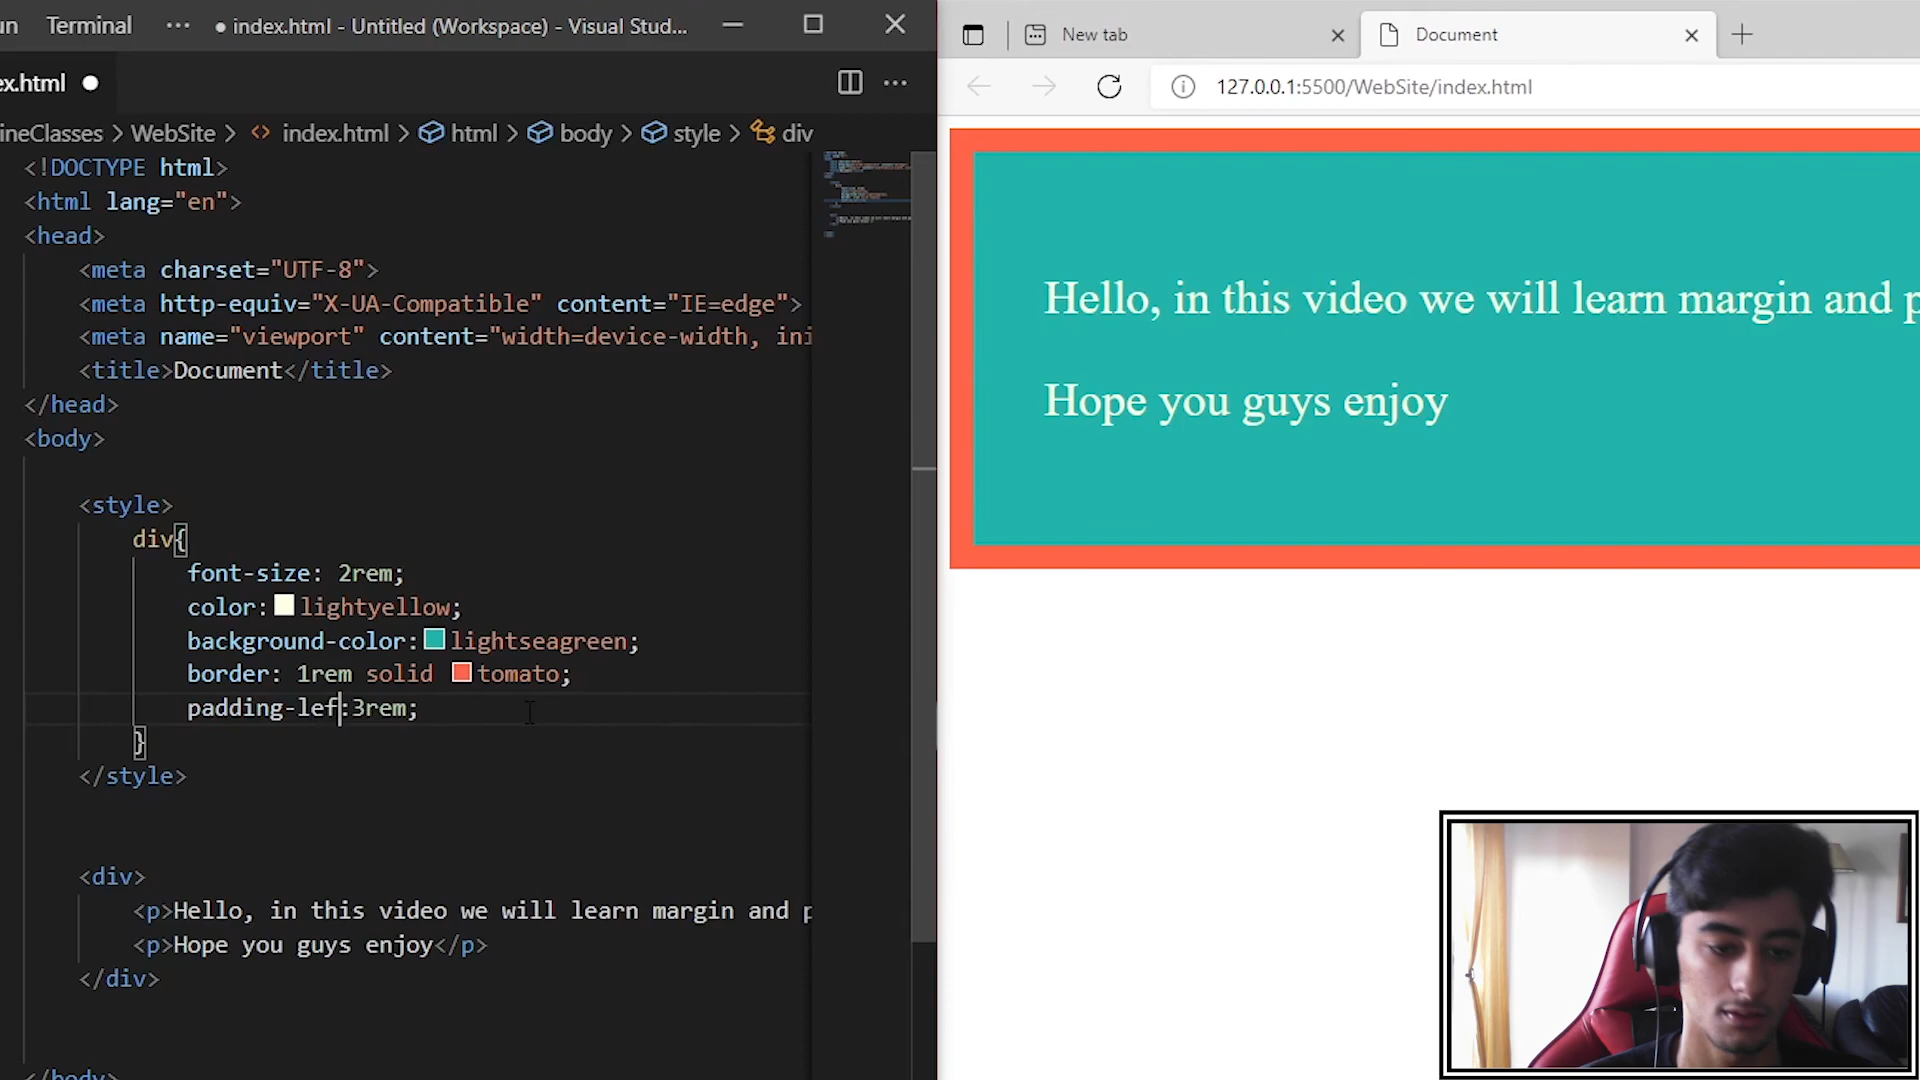 un Terminal ··· ● index.html - Untitled (Workspace) - Visual Stud...
ex.html ●
ineClasses > WebSite > index.html > html > body > style > div
<!DOCTYPE html>
<html lang="en">
<head>
<meta charset="UTF-8">
<meta http-equiv="X-UA-Compatible" content="IE=edge">
<meta name="viewport" content="width=device-width, ini
<title>Document</title>
</head>
<body>
<style>
div{
font-size: 2rem;
color: lightyellow;
background-color: lightseagreen;
border: 1rem solid tomato;
padding-lef:3rem;
}
</style>
<div>
<p>Hello, in this video we will learn margin and p
<p>Hope you guys enjoy</p>
</div>
</body>
New tab
Document
127.0.0.1:5500/WebSite/index.html
Hello, in this video we will learn margin and p
Hope you guys enjoy